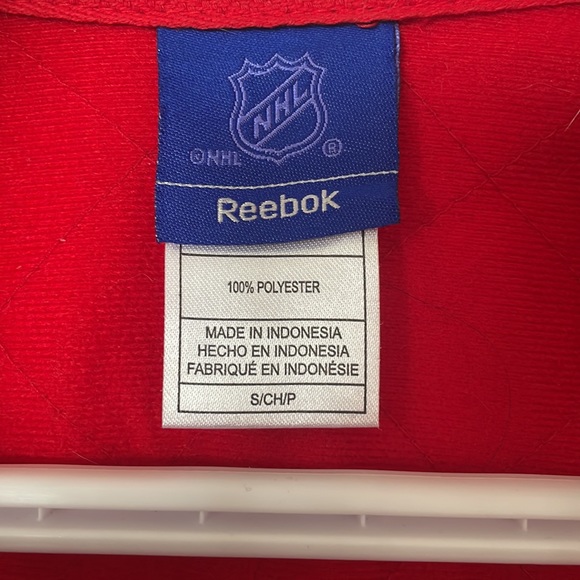 NHL
©NHL ®
Reebok
100% POLYESTER
MADE IN INDONESIA
HECHO EN INDONESIA
FABRIQUÉ EN INDONÉSIE
S/CH/P